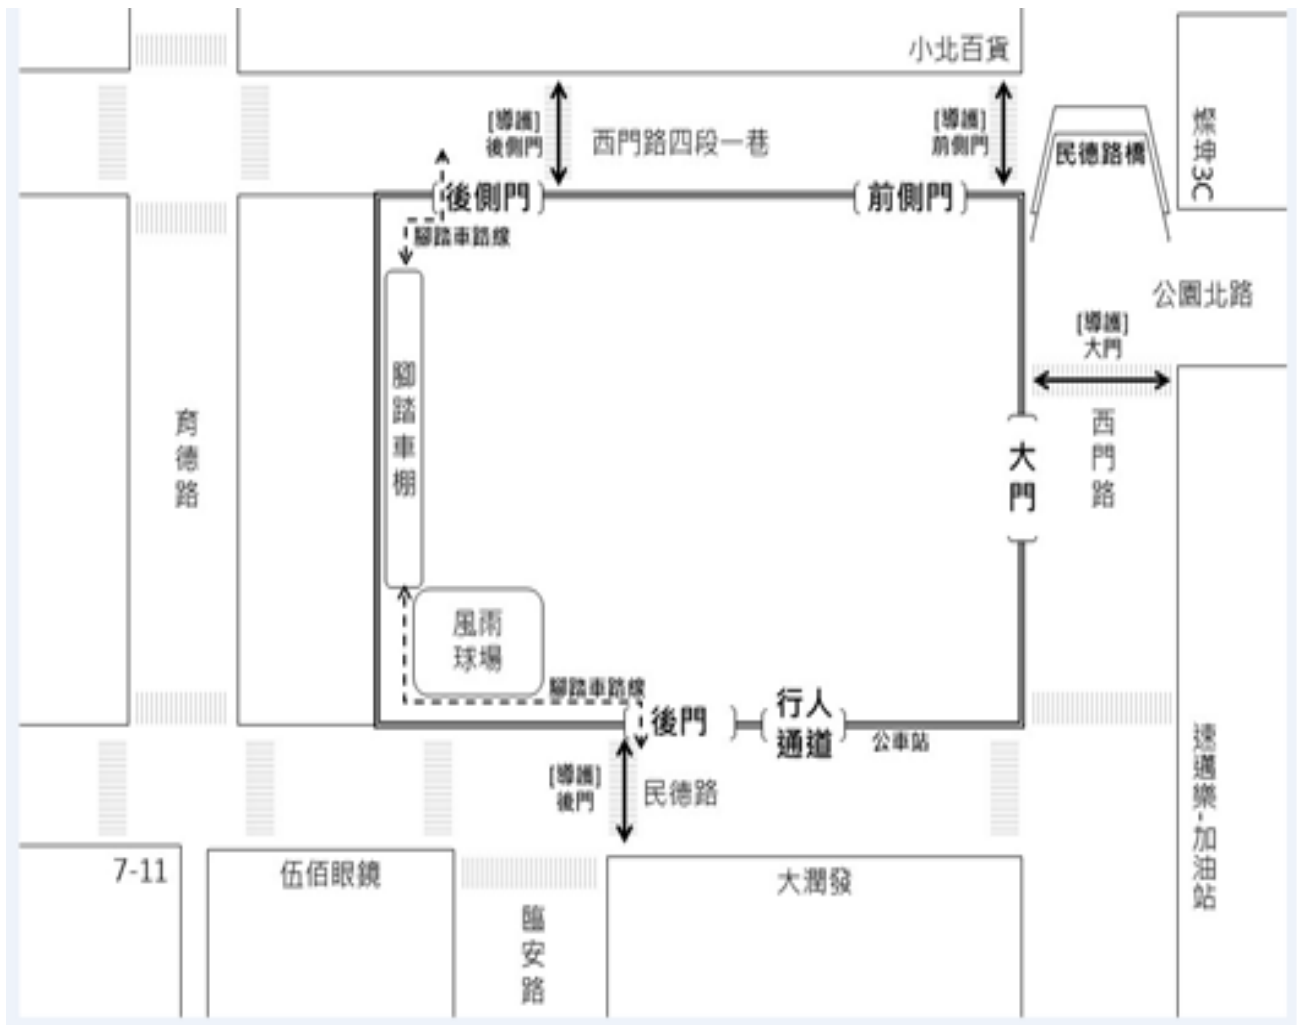 小北百貨
[導護]
後側門
西門路四段一巷
[導護]
前側門
燦坤3C
民德路橋
後側門
前側門
腳踏車路線
公園北路
[導護]
大門
腳踏車棚
育德路
西門路
大門
風雨
球場
腳踏車路線
後門
行人
通道
公車站
[導護]
後門
民德路
速邁樂-加油站
7-11
伍佰眼鏡
大潤發
臨安路